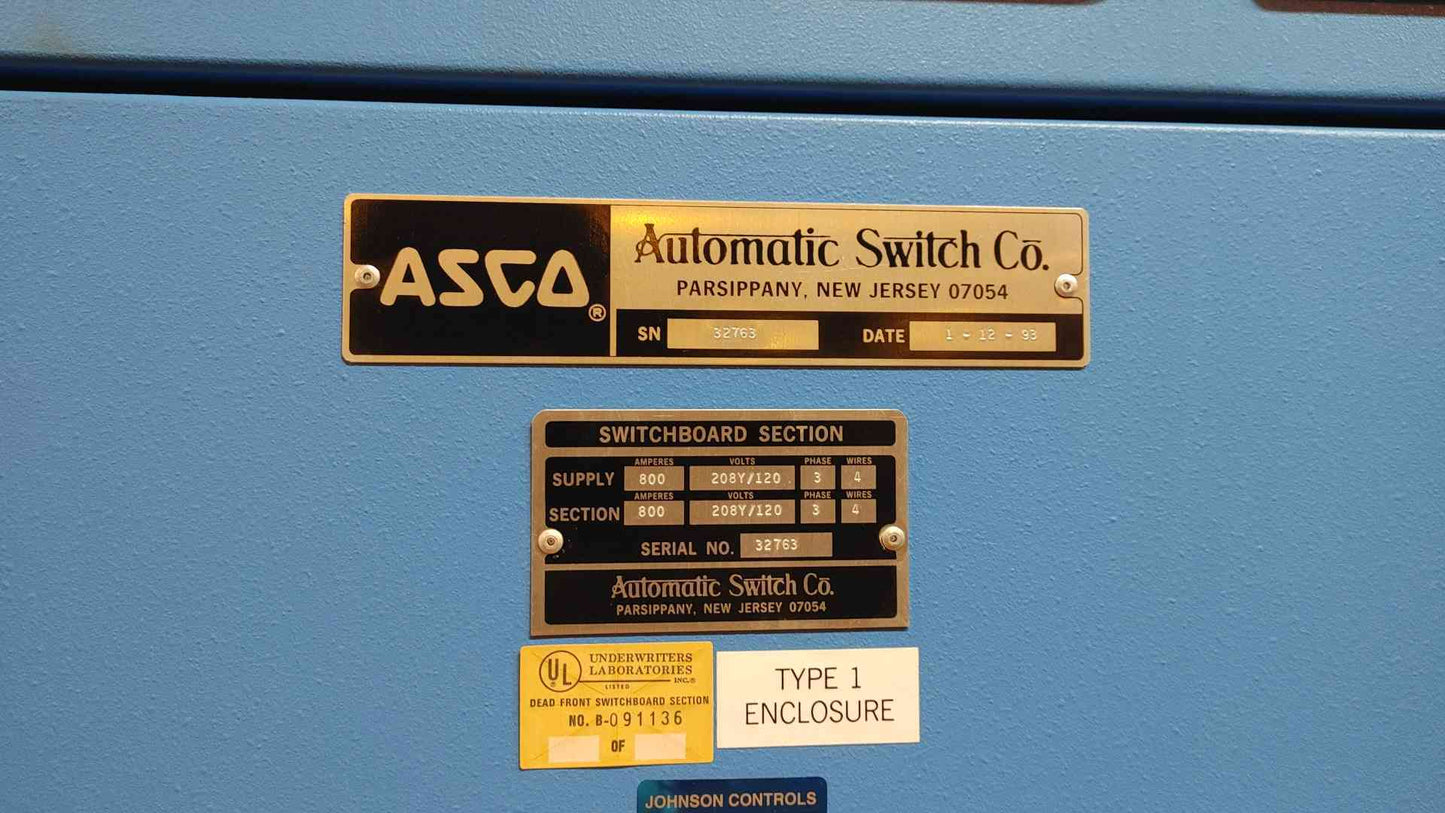 ASCO®
Automatic Switch Co.
PARSIPPANY, NEW JERSEY 07054
SN 32763 DATE 1 - 12 - 93
SWITCHBOARD SECTION
AMPERES VOLTS PHASE WIRES
SUPPLY 800 208Y/120 3 4
AMPERES VOLTS PHASE WIRES
SECTION 800 208Y/120 3 4
SERIAL NO. 32763
Automatic Switch Co.
PARSIPPANY, NEW JERSEY 07054
UL® UNDERWRITERS
LABORATORIES
INC.®
LISTED
DEAD FRONT SWITCHBOARD SECTION
NO. B-091136
OF
TYPE 1
ENCLOSURE
JOHNSON CONTROLS